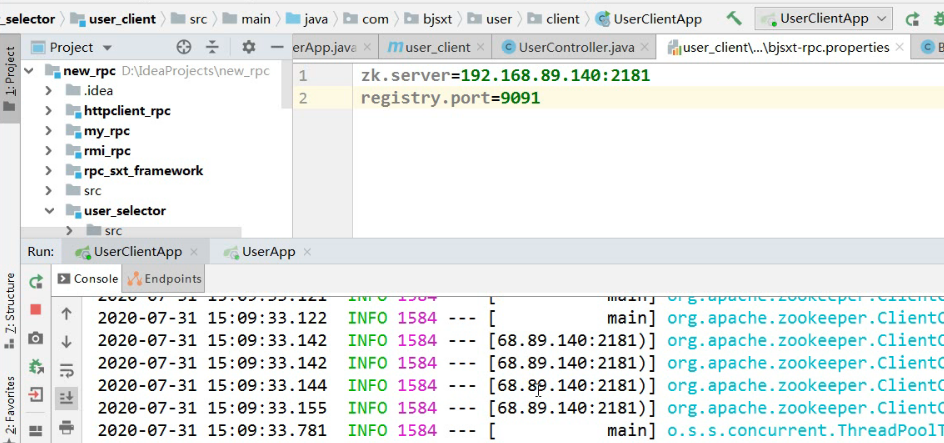 _selector user_client src main java com bjsxt user client UserClientApp UserClientApp
Project erApp.java user_client UserController.java user_client\...\bjsxt-rpc.properties
1: Project
new_rpc D:\IdeaProjects\new_rpc
.idea
httpclient_rpc
my_rpc
rmi_rpc
rpc_sxt_framework
src
user_selector
src
1 zk.server=192.168.89.140:2181
2 registry.port=9091
Run: UserClientApp UserApp
Console Endpoints
Z: Structure
2: Favorites
2020-07-31 15:09:33.121 INFO 1584 --- [ main] org.apache.zookeeper.ClientC
2020-07-31 15:09:33.122 INFO 1584 --- [ main] org.apache.zookeeper.ClientC
2020-07-31 15:09:33.142 INFO 1584 --- [68.89.140:2181)] org.apache.zookeeper.ClientC
2020-07-31 15:09:33.142 INFO 1584 --- [68.89.140:2181)] org.apache.zookeeper.ClientC
2020-07-31 15:09:33.144 INFO 1584 --- [68.89.140:2181)] org.apache.zookeeper.ClientC
2020-07-31 15:09:33.155 INFO 1584 --- [68.89.140:2181)] org.apache.zookeeper.ClientC
2020-07-31 15:09:33.781 INFO 1584 --- [ main] o.s.s.concurrent.ThreadPoolT